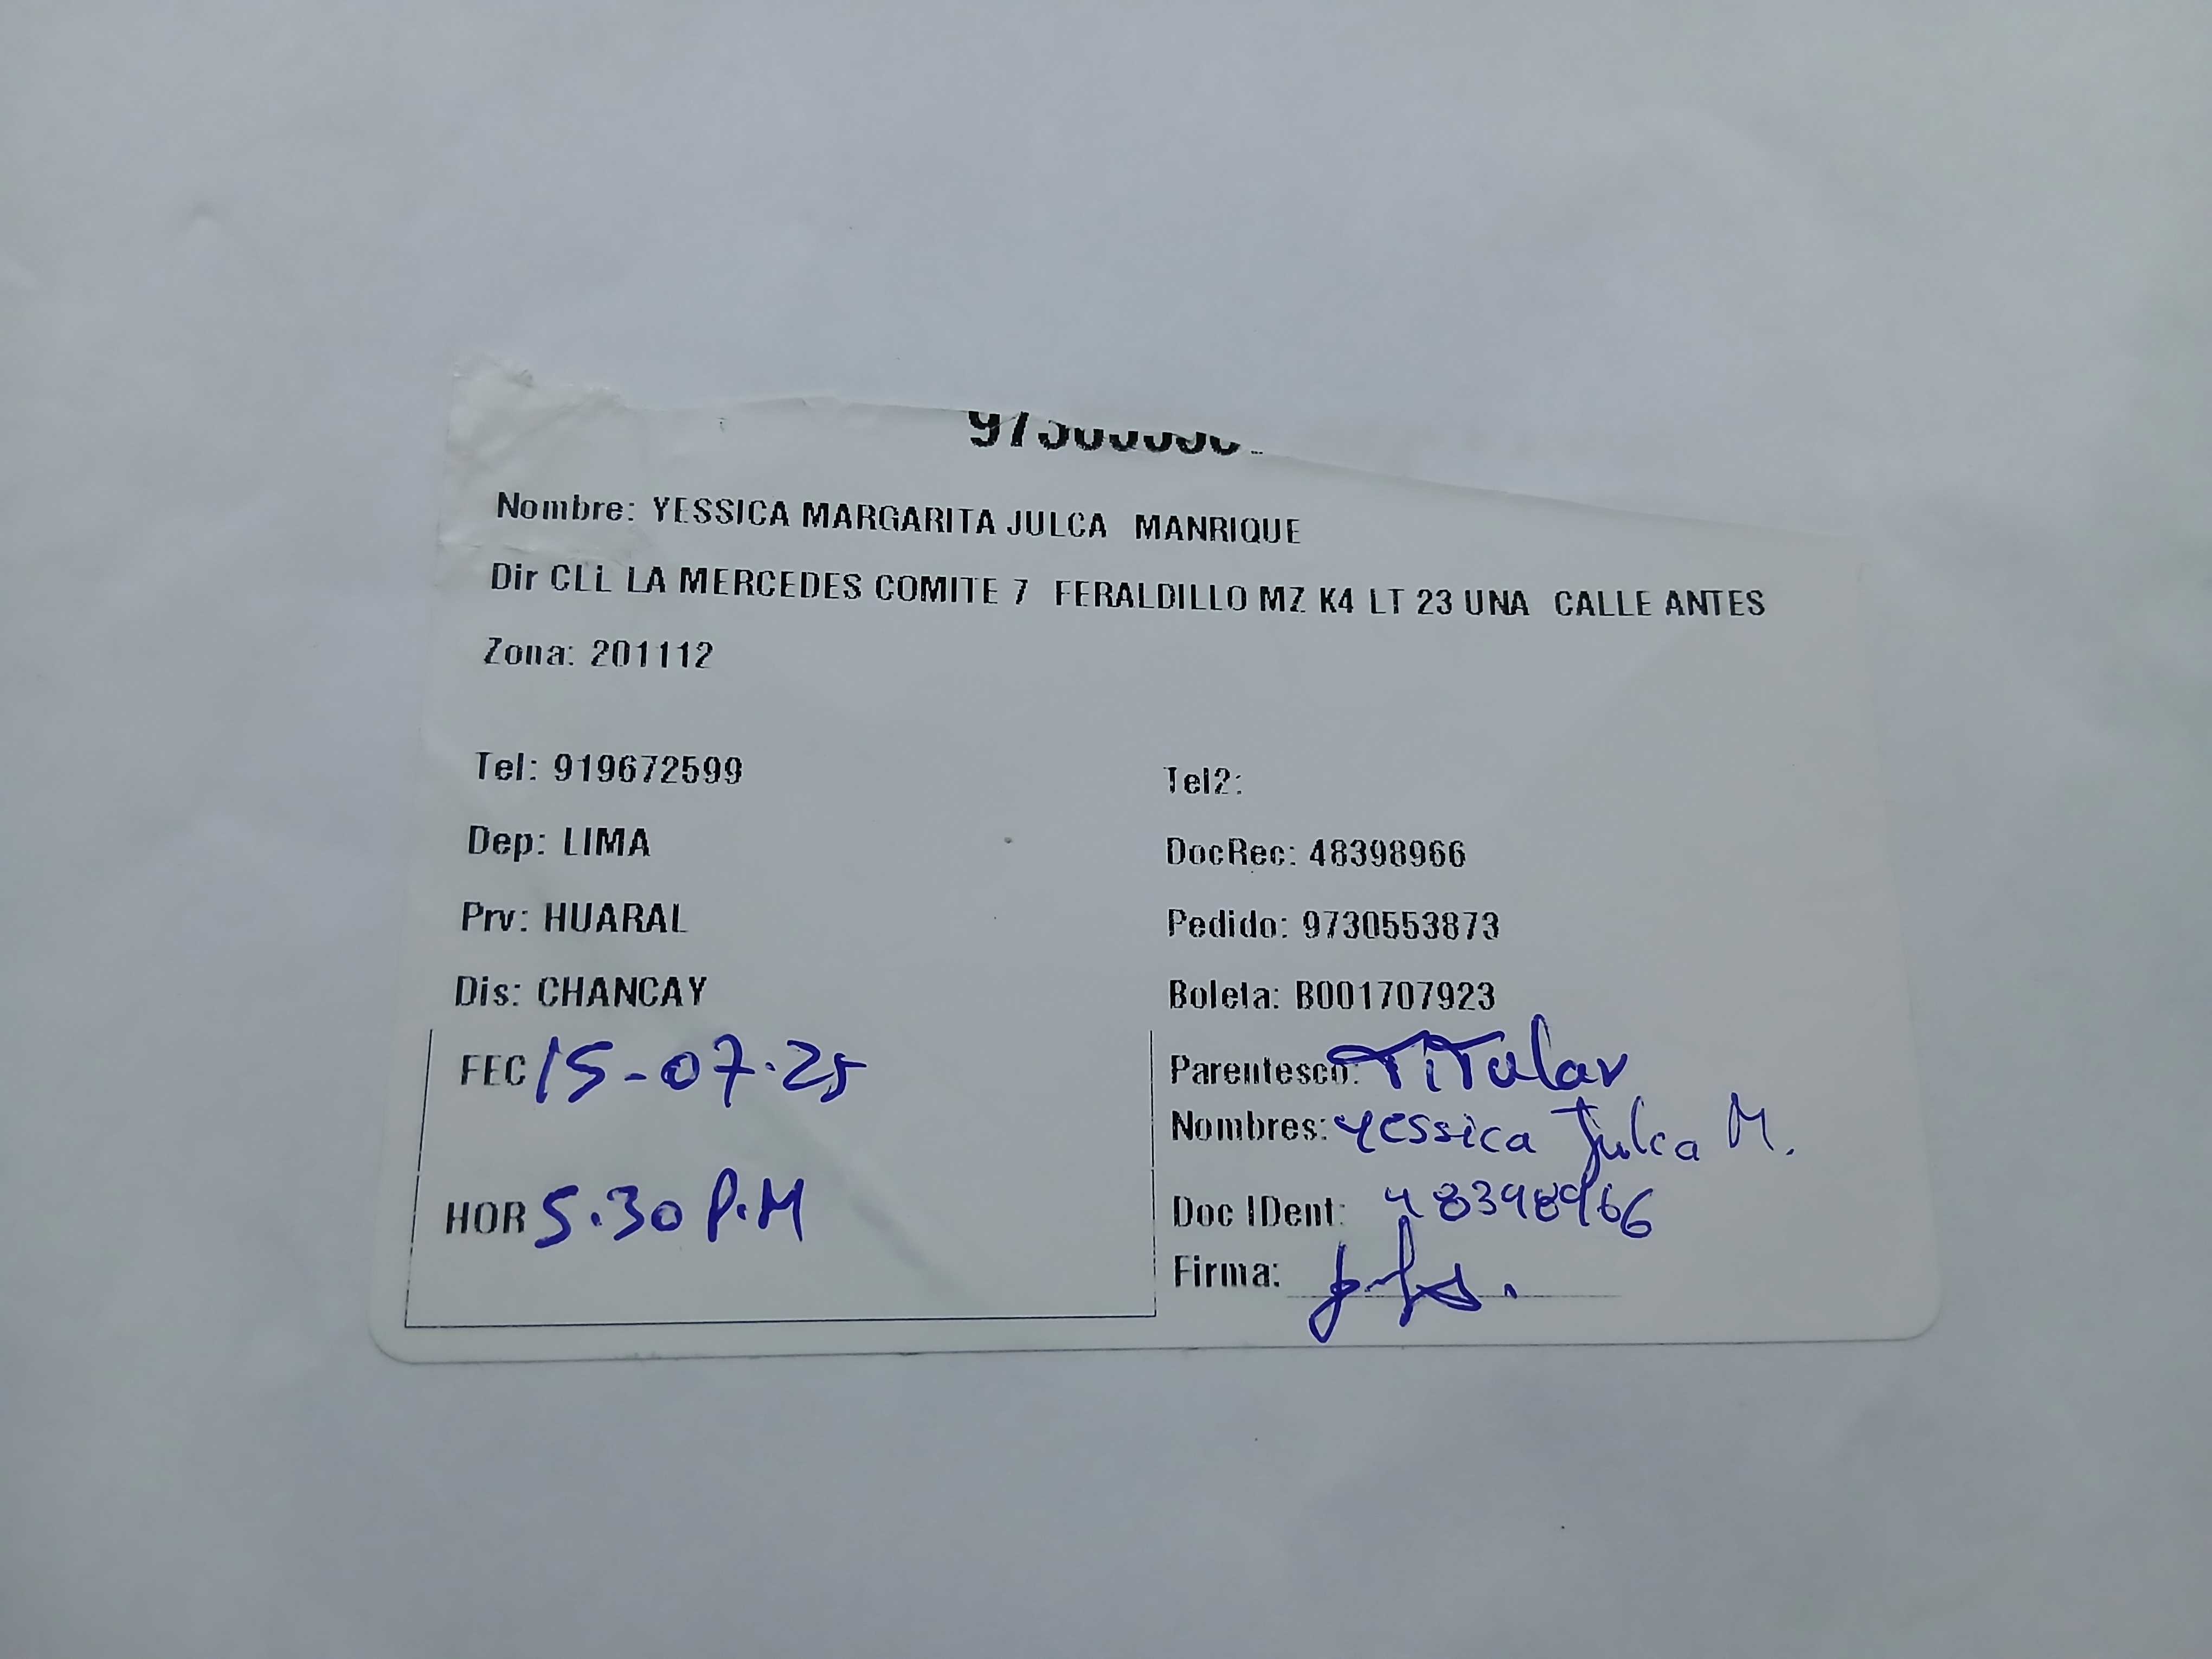 Nombre: YESSICA MARGARITA JULCA MANRIQUE
Dir CLL LA MERCEDES COMITE 7 FERALDILLO MZ K4 LT 23 UNA CALLE ANTES
Zona: 201112
Tel: 919672599 Tel2:
Dep: LIMA DocRec: 48398966
Prv: HUARAL Pedido: 9730553873
Dis: CHANCAY Boleta: B001707923
FEC 15-07-25 Parentesco: Titular
Nombres: Yessica Julca M.
HOR 5.30 P.M Doc IDent: 48398966
Firma: